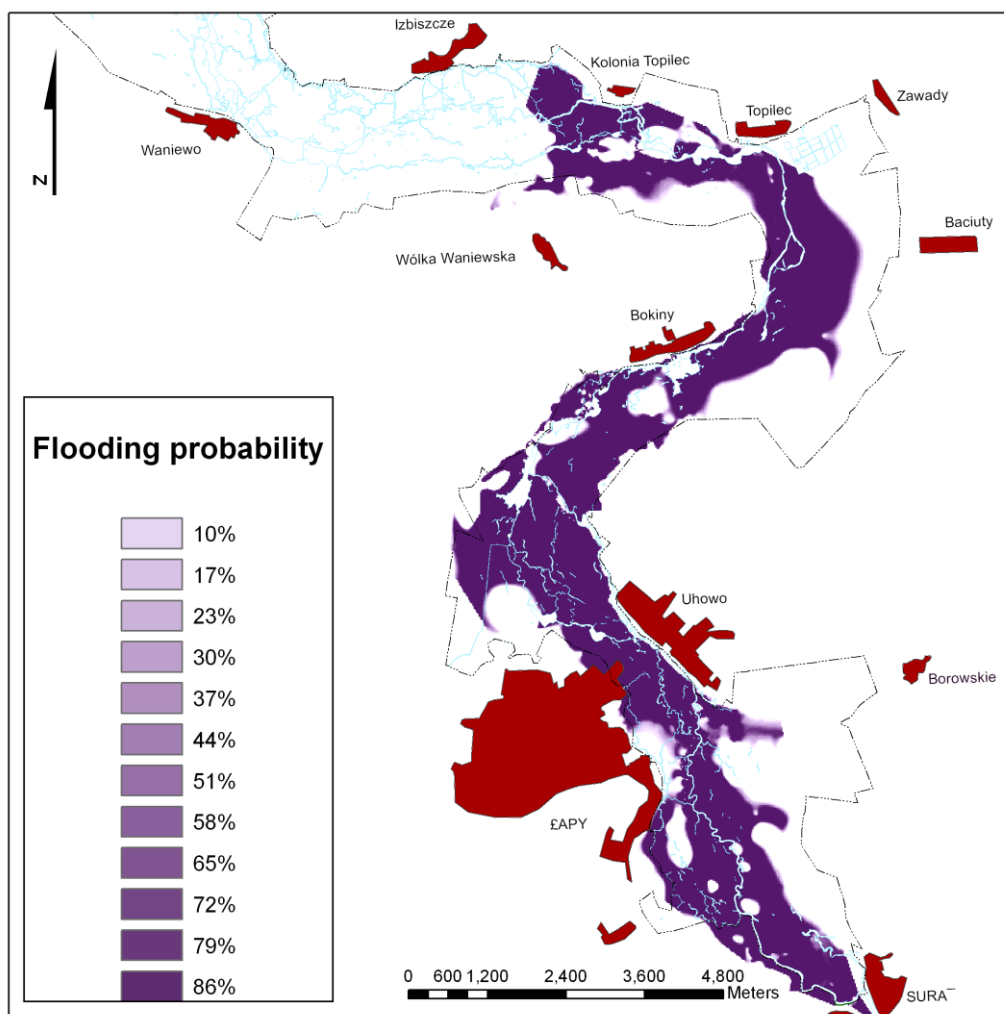 Izbiszcze
Kolonia Topilec
Zawady
Topilec
Waniewo
N
Baciuty
Wólka Waniewska
Bokiny
Flooding probability
10%
17%
23%
30%
37%
44%
51%
58%
65%
72%
79%
86%
Uhowo
Borowskie
£APY
0 600 1,200 2,400 3,600 4,800
Meters
SURA¯